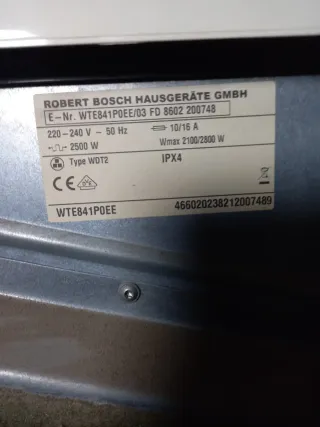 ROBERT BOSCH HAUSGERÄTE GMBH
E-Nr. WTE841P0EE/03 FD 8602 200748
220-240 V ~ 50 Hz 10/16 A
2500 W Wmax 2100/2800 W
Type WDT2 IPX4
CE
WTE841P0EE 466020238212007489